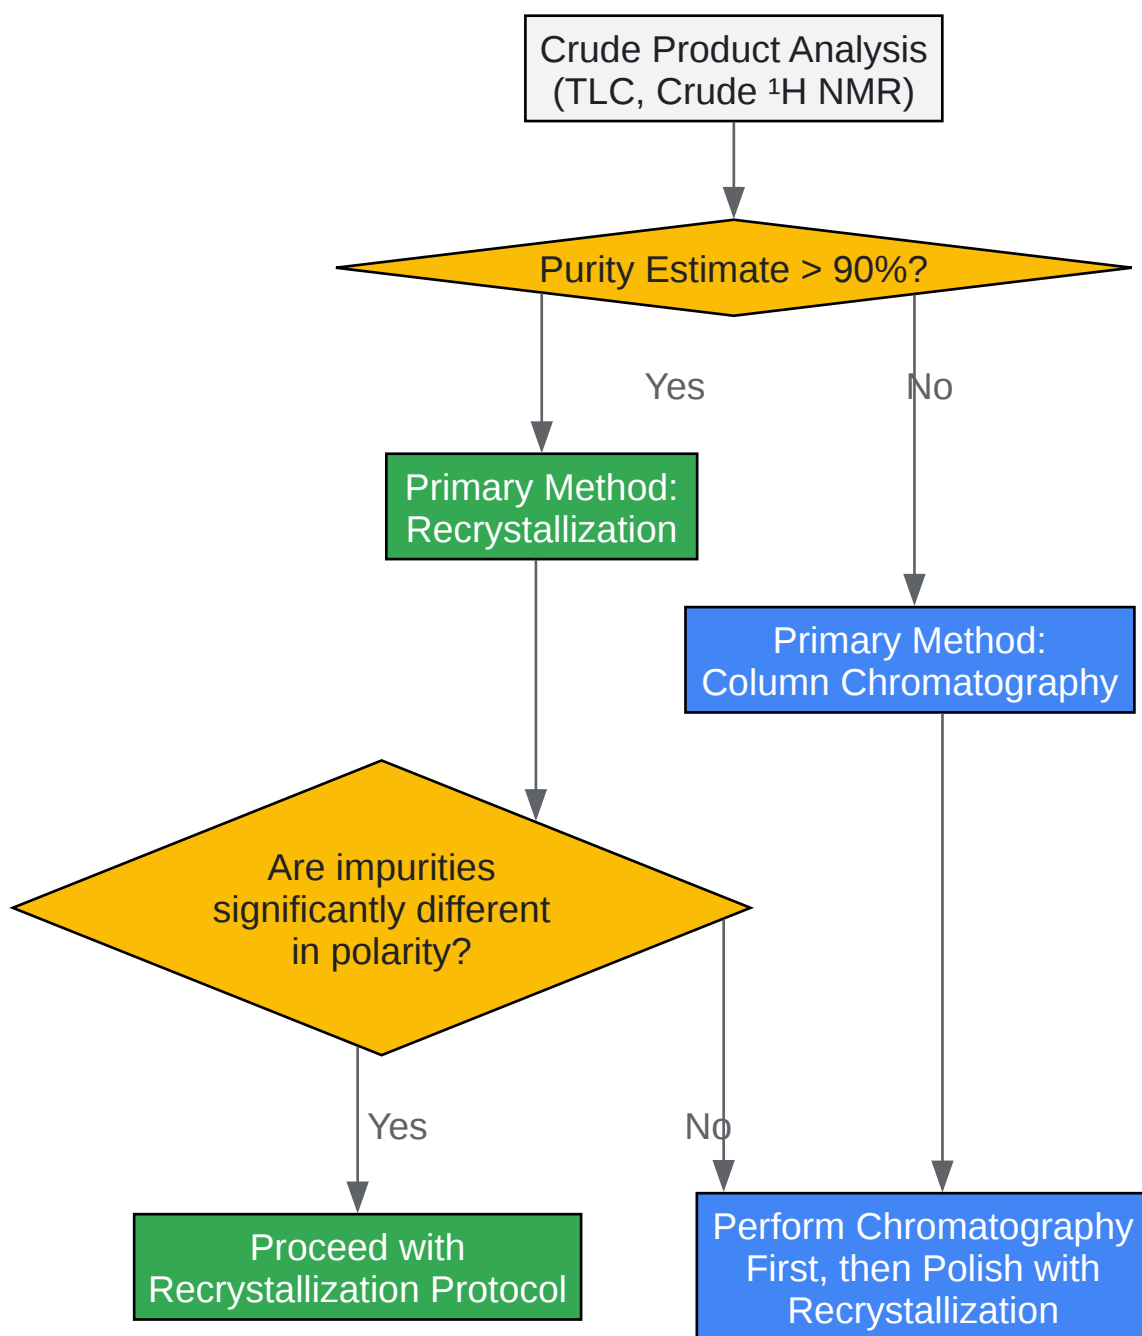 Crude Product Analysis
(TLC, Crude ¹H NMR)
Purity Estimate > 90%?
Yes
No
Primary Method:
Recrystallization
Primary Method:
Column Chromatography
Are impurities
significantly different
in polarity?
Yes
No
Proceed with
Recrystallization Protocol
Perform Chromatography
First, then Polish with
Recrystallization